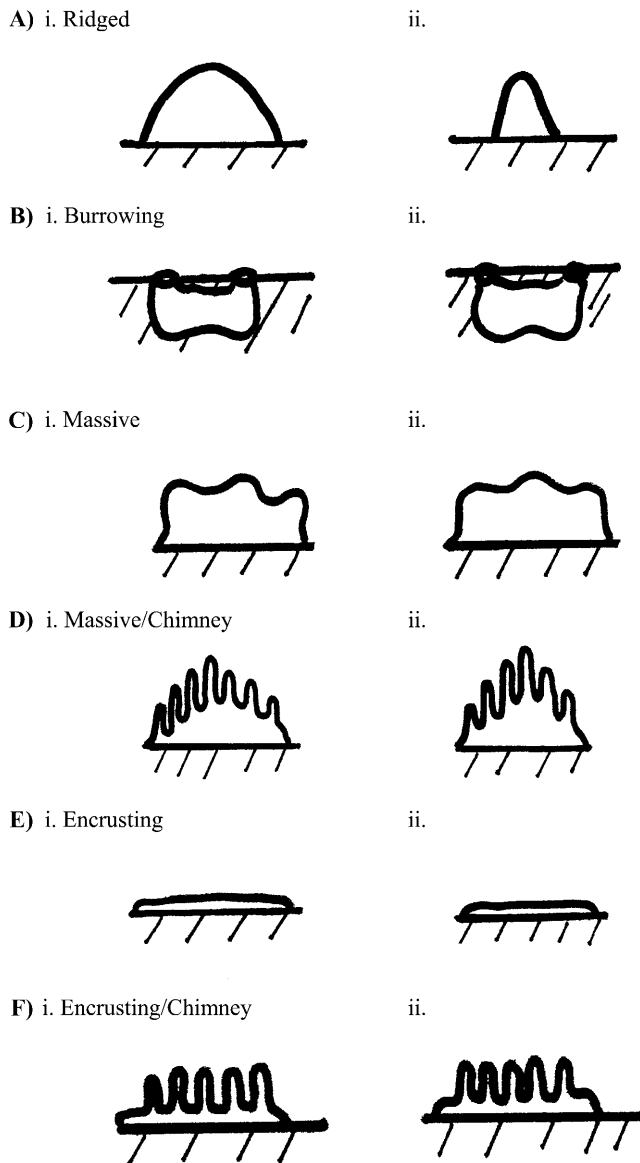 A) i. Ridged ii.
B) i. Burrowing ii.
C) i. Massive ii.
D) i. Massive/Chimney ii.
E) i. Encrusting ii.
F) i. Encrusting/Chimney ii.